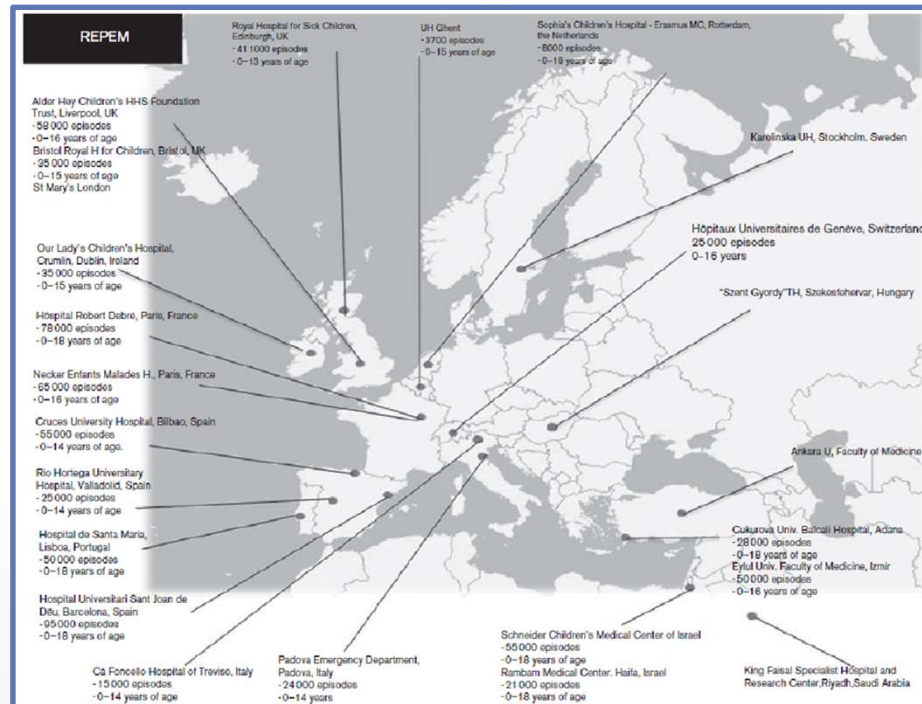 REPEM
Royal Hospital for Sick Children,
Edinburgh, UK
-411000 episodes
-0–13 years of age
UH Ghent
-3700 episodes
-0–15 years of age
Sophia's Children's Hospital - Erasmus MC, Rotterdam,
the Netherlands
-8000 episodes
-0–18 years of age
Alder Hey Children's HHS Foundation
Trust, Liverpool, UK
-58 000 episodes
-0–16 years of age
Bristol Royal H for Children, Bristol, UK
-35 000 episodes
-0–15 years of age
St Mary's London
Karolinska UH, Stockholm. Sweden
Hôpitaux Universitaires de Genève, Switzerland
25 000 episodes
0–16 years
Our Lady's Children's Hospital,
Crumlin, Dublin, Ireland
-35 000 episodes
-0–15 years of age
"Szent Gyordy"TH, Szekesfehervar, Hungary
Hôspital Robert Debre, Paris, France
-78 000 episodes
-0–18 years of age
Necker Enfants Malades H., Paris, France
-65 000 episodes
-0–16 years of age
Cruces University Hospital, Bilbao, Spain
-55 000 episodes
-0–14 years of age.
Ankara U, Faculty of Medicine
Rio Hortega Universitary
Hospital, Valladolid, Spain
-25 000 episodes
-0–14 years of age
Cukurova Univ. Balcali Hospital, Adana
-28 000 episodes
-0–18 years of age
Eylul Univ. Faculty of Medicine, Izmir
-50 000 episodes
-0–16 years of age
Hospital de Santa Maria,
Lisboa, Portugal
-50 000 episodes
-0–18 years of age
Hospital Universitari Sant Joan de
Dêu, Barcelona, Spain
-95000 episodes
-0–18 years of age
Ca Foncello Hospital of Treviso, Italy
-15 000 episodes
-0–14 years of age
Padova Emergency Department,
Padova, Italy
-24 000 episodes
-0–14 years
Schneider Children's Medical Center of Israel
-55 000 episodes
-0–18 years of age
Rambam Medical Center. Haifa, Israel
-21 000 episodes
-0–18 years of age
King Faisal Specialist Hospital and
Research Center,Riyadh,Saudi Arabia